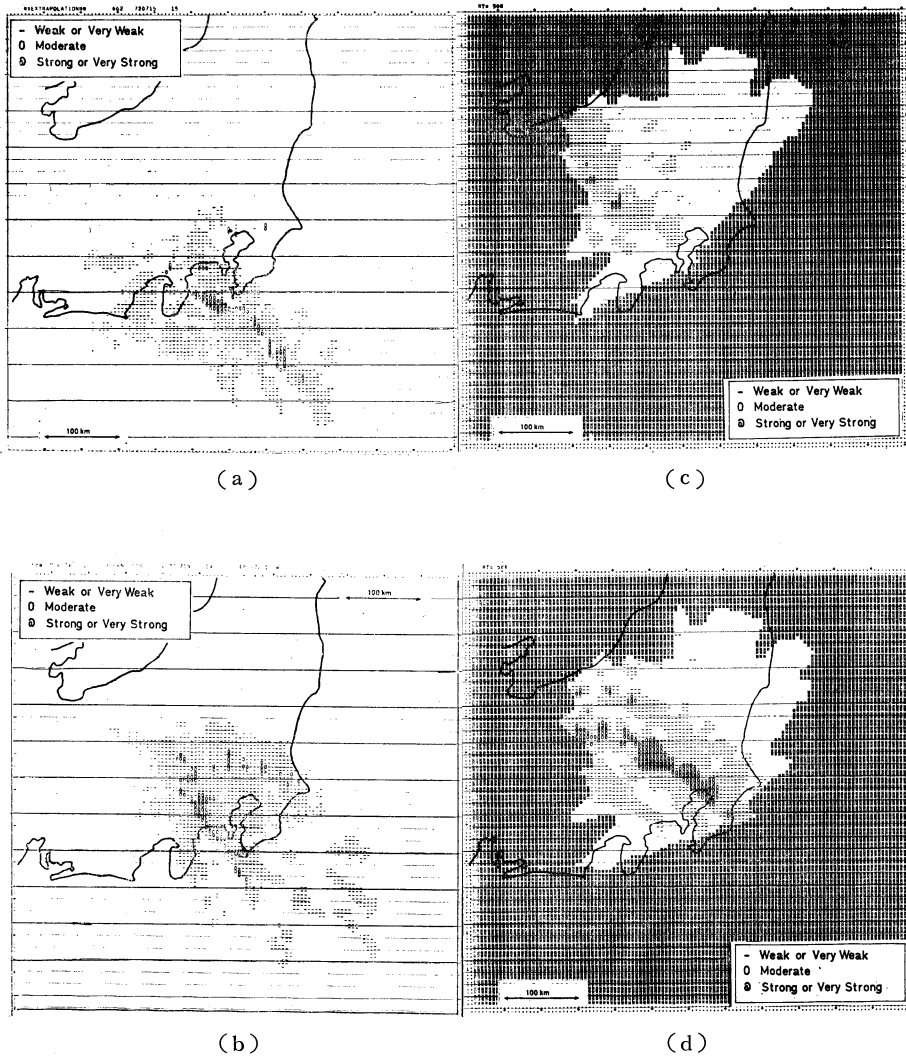 - Weak or Very Weak
0 Moderate
@ Strong or Very Strong
100 km
(a)
- Weak or Very Weak
0 Moderate
@ Strong or Very Strong
100 km
(c)
- Weak or Very Weak
0 Moderate
@ Strong or Very Strong
100 km
(b)
- Weak or Very Weak
0 Moderate
@ Strong or Very Strong
100 km
(d)